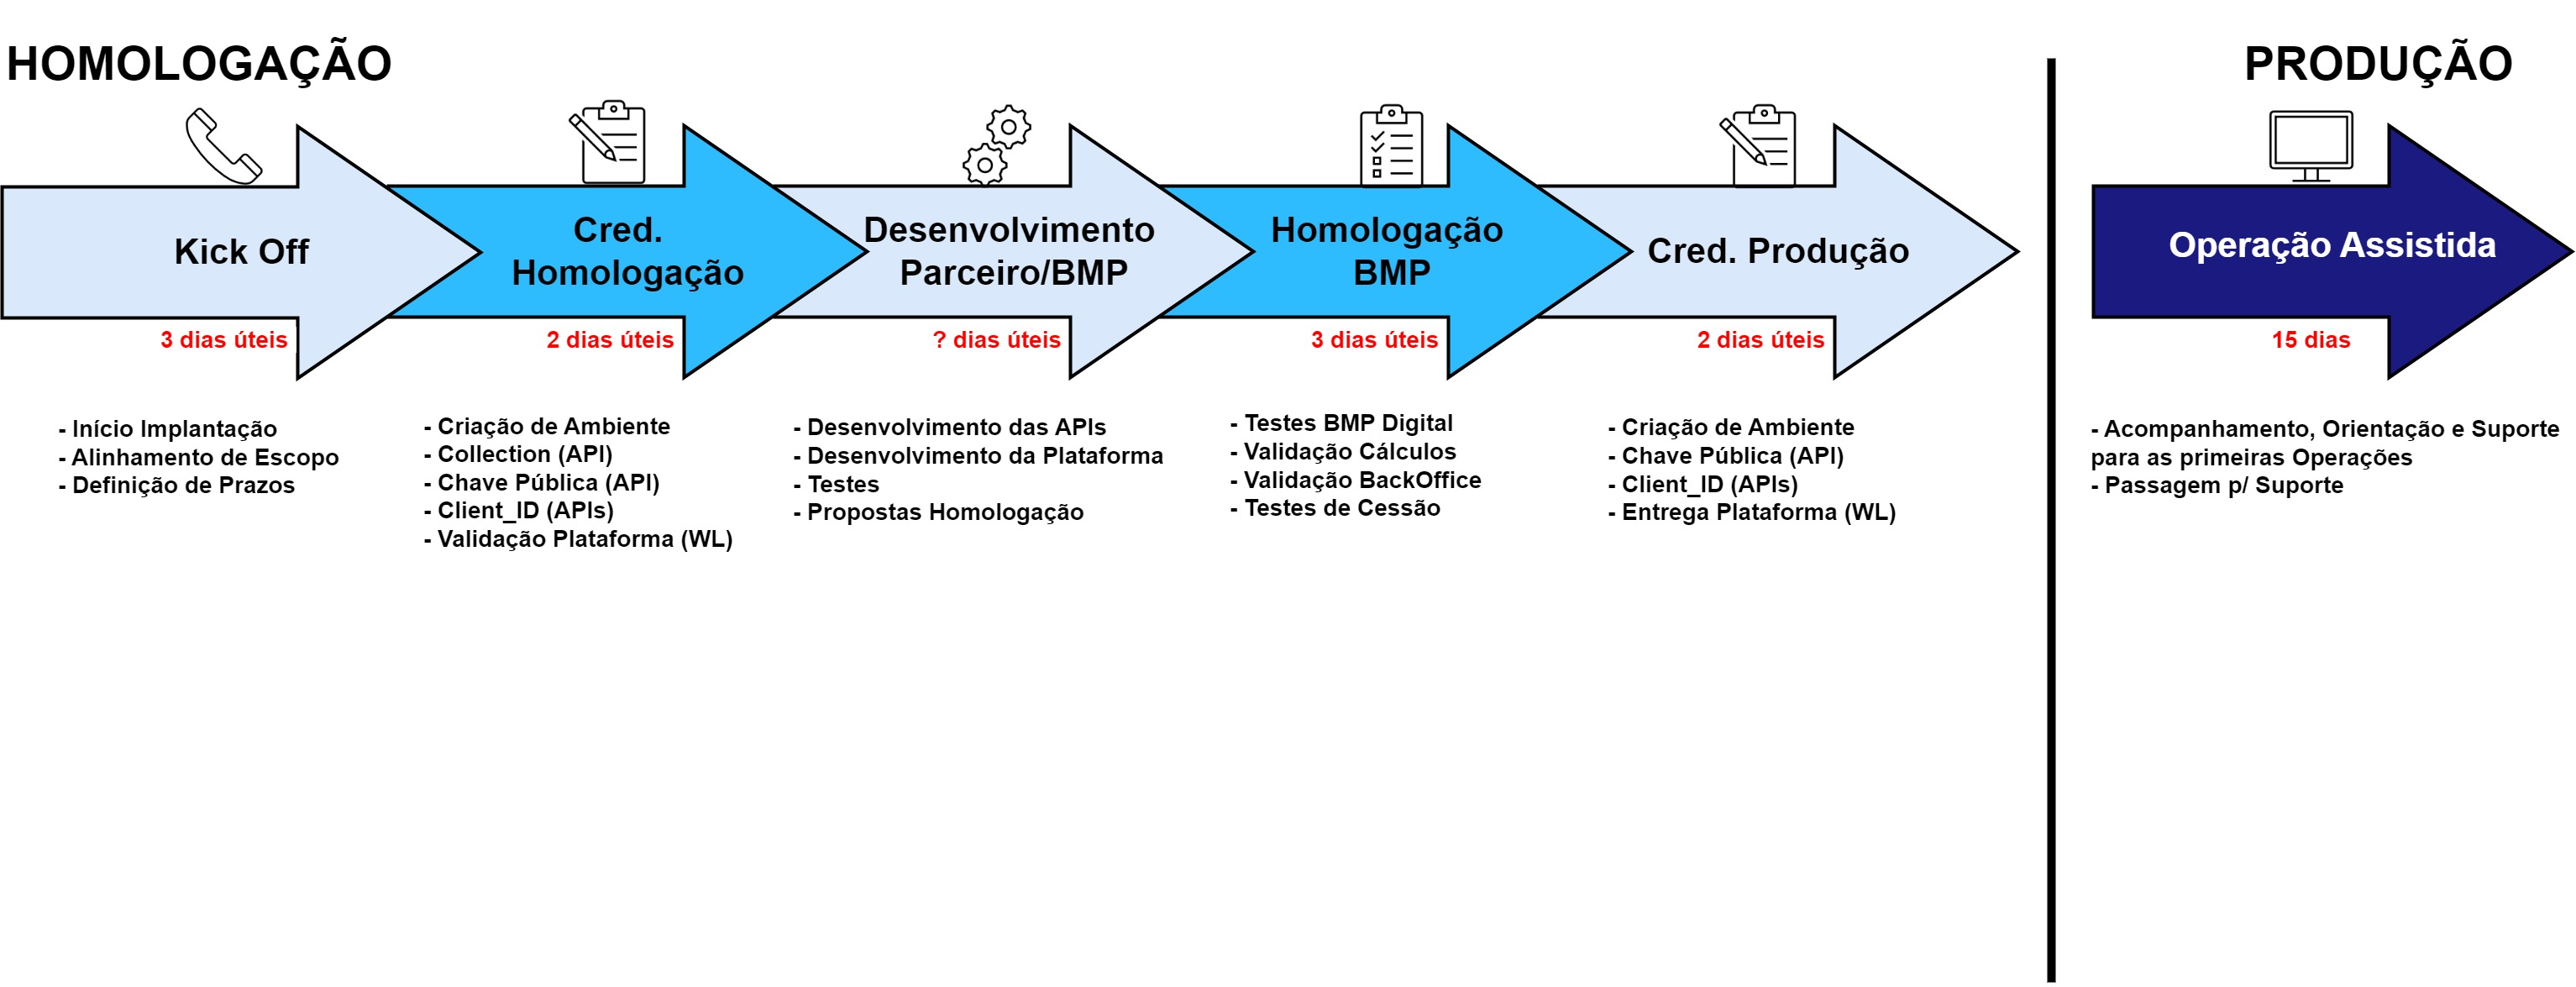 HOMOLOGAÇÃO
PRODUÇÃO
Kick Off
3 dias úteis
- Início Implantação
- Alinhamento de Escopo
- Definição de Prazos
Cred.
Homologação
2 dias úteis
- Criação de Ambiente
- Collection (API)
- Chave Pública (API)
- Client_ID (APIs)
- Validação Plataforma (WL)
Desenvolvimento
Parceiro/BMP
? dias úteis
- Desenvolvimento das APIs
- Desenvolvimento da Plataforma
- Testes
- Propostas Homologação
Homologação
BMP
3 dias úteis
- Testes BMP Digital
- Validação Cálculos
- Validação BackOffice
- Testes de Cessão
Cred. Produção
2 dias úteis
- Criação de Ambiente
- Chave Pública (API)
- Client_ID (APIs)
- Entrega Plataforma (WL)
Operação Assistida
15 dias
- Acompanhamento, Orientação e Suporte
para as primeiras Operações
- Passagem p/ Suporte